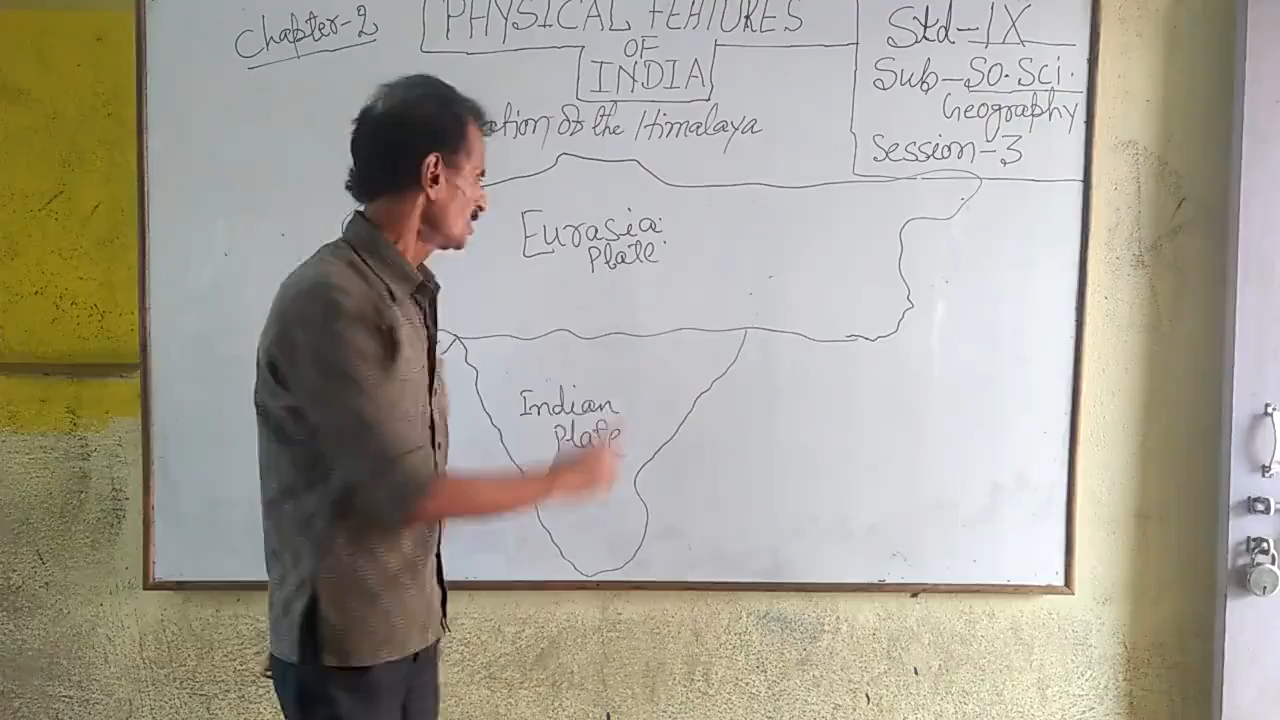 Chapter-2
PHYSICAL FEATURES
OF
INDIA
of the Himalaya
Std-IX
Sub-So.Sci.
Geography
Session-3
Eurasia
Plate
Indian
Plate